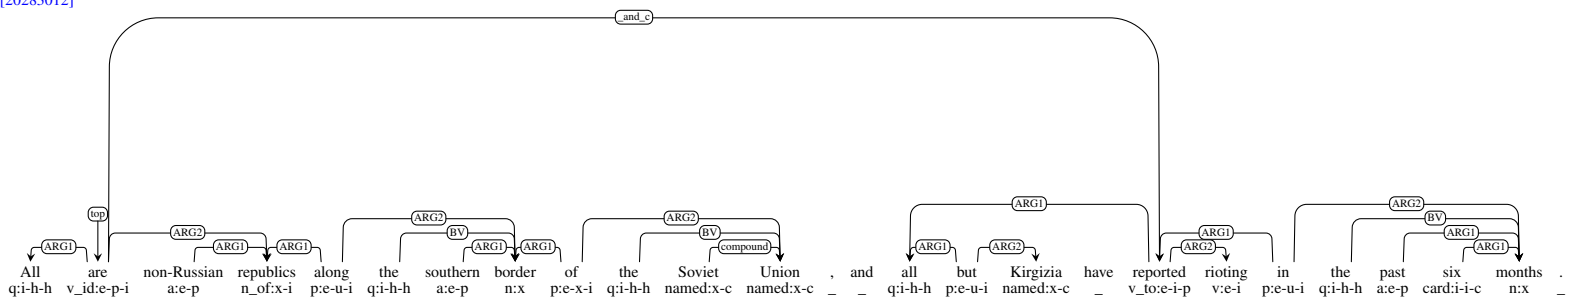 [20285012]
_and_c
top
ARG1 ARG2 ARG1 ARG1 ARG2 BV ARG1 ARG1 ARG2 BV compound ARG1 ARG1 ARG2 ARG1 ARG2 ARG2 BV ARG1 ARG1
All are non-Russian republics along the southern border of the Soviet Union , and all but Kirgizia have reported rioting in the past six months .
q:i-h-h v_id:e-p-i a:e-p n_of:x-i p:e-u-i q:i-h-h a:e-p n:x p:e-x-i q:i-h-h named:x-c named:x-c _ _ q:i-h-h p:e-u-i named:x-c _ v_to:e-i-p v:e-i p:e-u-i q:i-h-h a:e-p card:i-i-c n:x _